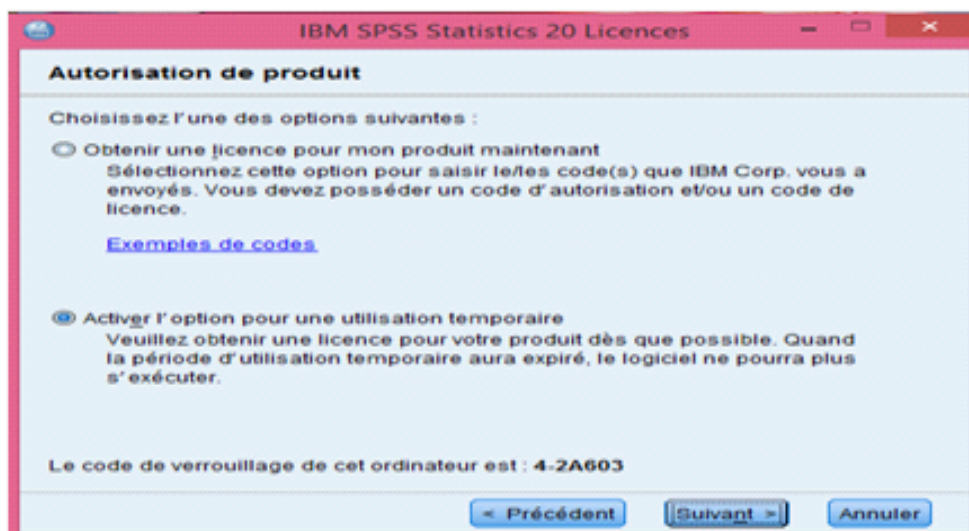 IBM SPSS Statistics 20 Licences
Autorisation de produit
Choisissez l'une des options suivantes :
Obtenir une licence pour mon produit maintenant
Sélectionnez cette option pour saisir le/les code(s) que IBM Corp. vous a
envoyés. Vous devez posséder un code d'autorisation et/ou un code de
licence.
Exemples de codes
Activer l'option pour une utilisation temporaire
Veuillez obtenir une licence pour votre produit dès que possible. Quand
la période d'utilisation temporaire aura expiré, le logiciel ne pourra plus
s'exécuter.
Le code de verrouillage de cet ordinateur est : 4-2A603
< Précédent Suivant > Annuler